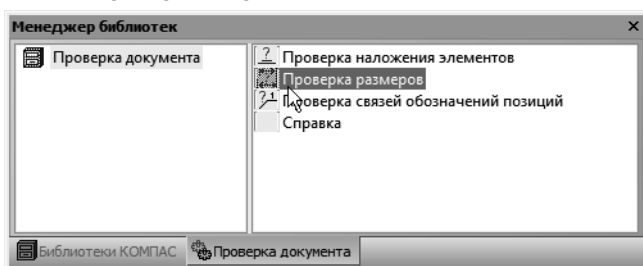 Менеджер библиотек
Проверка документа
Проверка наложения элементов
Проверка размеров
Проверка связей обозначений позиций
Справка
Библиотеки КОМПАС
Проверка документа